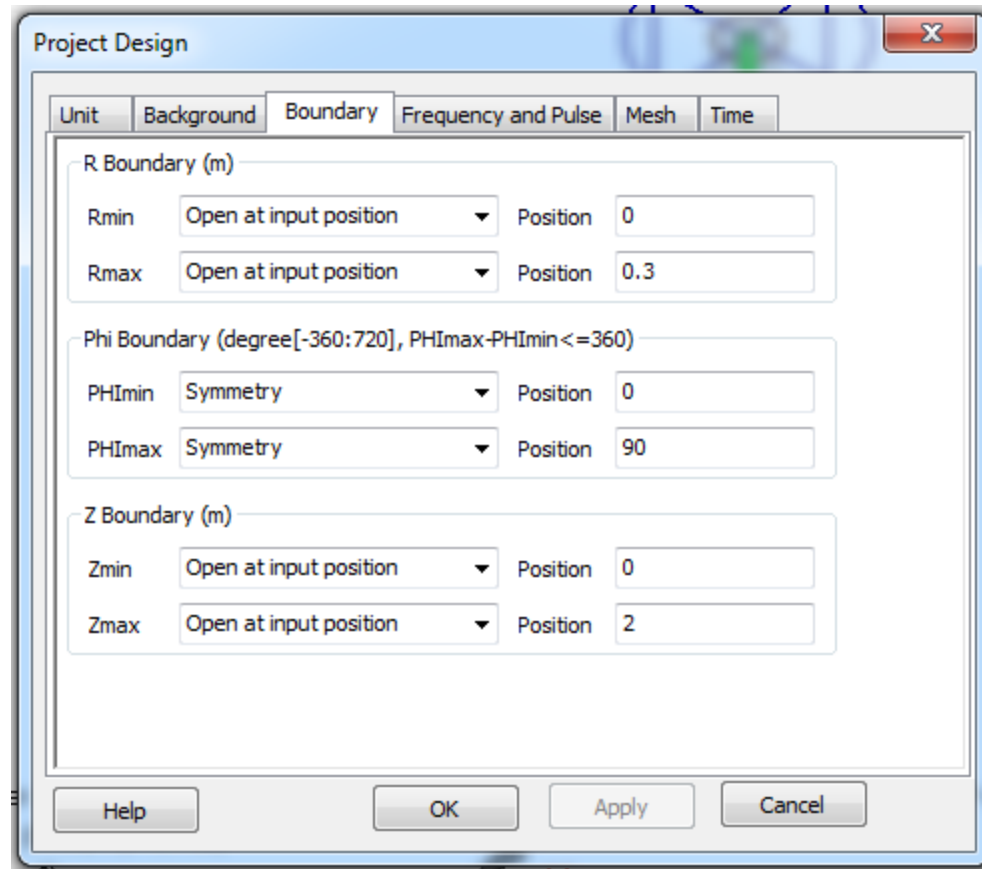 Project Design
Unit Background Boundary Frequency and Pulse Mesh Time
R Boundary (m)
Rmin Open at input position Position 0
Rmax Open at input position Position 0.3
Phi Boundary (degree[-360:720], PHImax-PHImin<=360)
PHImin Symmetry Position 0
PHImax Symmetry Position 90
Z Boundary (m)
Zmin Open at input position Position 0
Zmax Open at input position Position 2
Help OK Apply Cancel